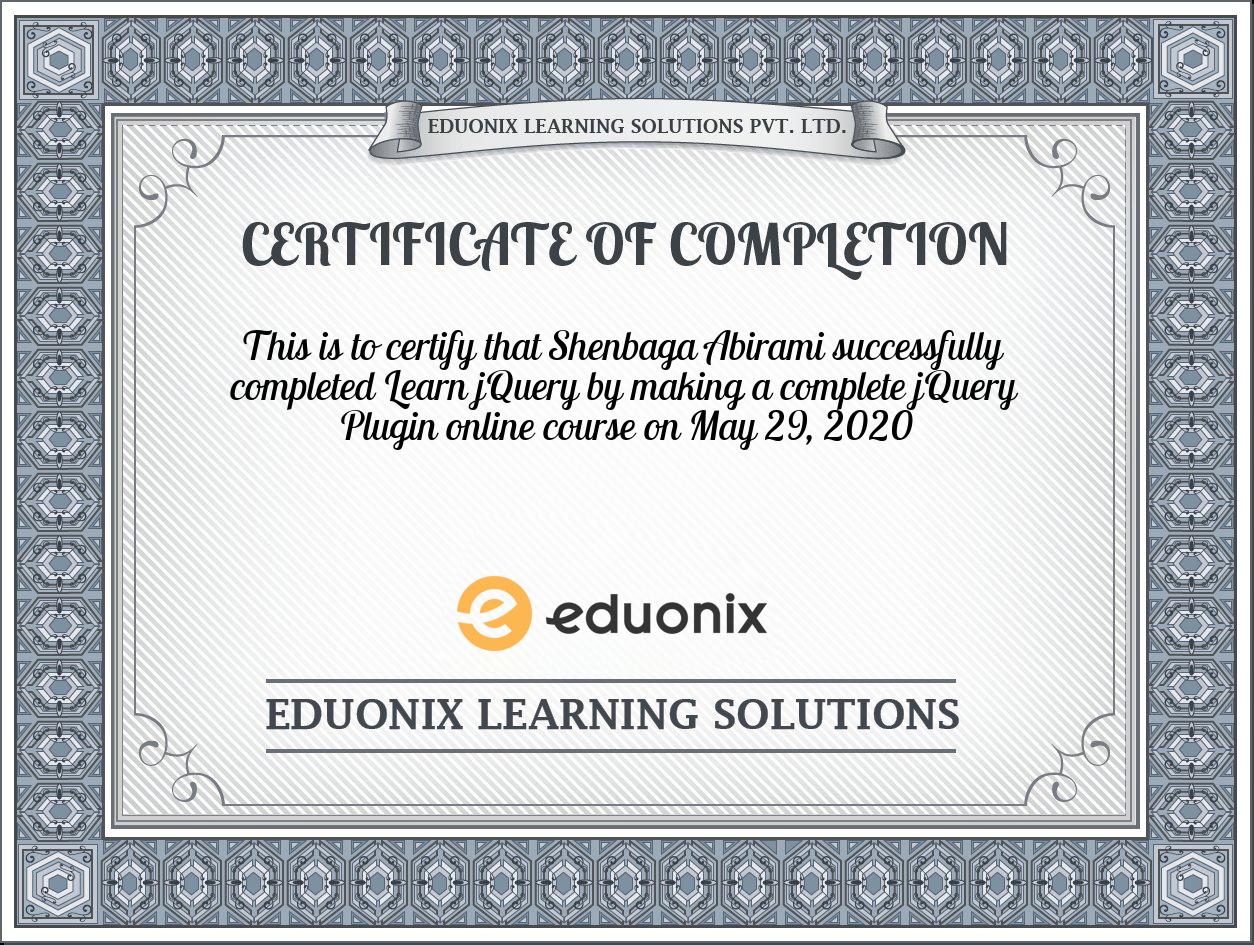 EDUONIX LEARNING SOLUTIONS PVT. LTD.
CERTIFICATE OF COMPLETION
This is to certify that Shenbaga Abirami successfully
completed Learn jQuery by making a complete jQuery
Plugin online course on May 29, 2020
eduonix
EDUONIX LEARNING SOLUTIONS